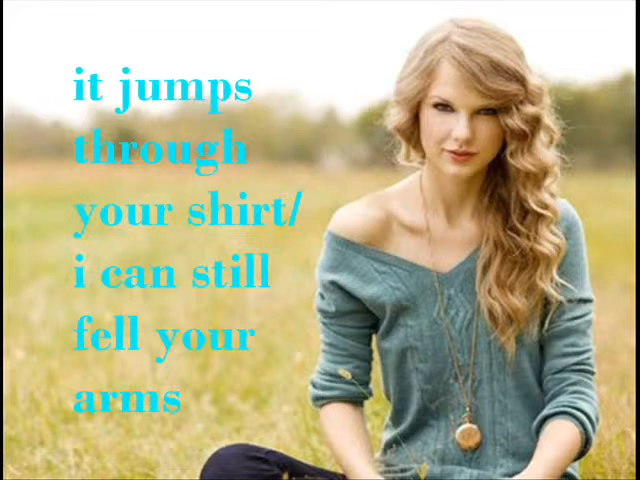 it jumps
through
your shirt/
i can still
fell your
arms